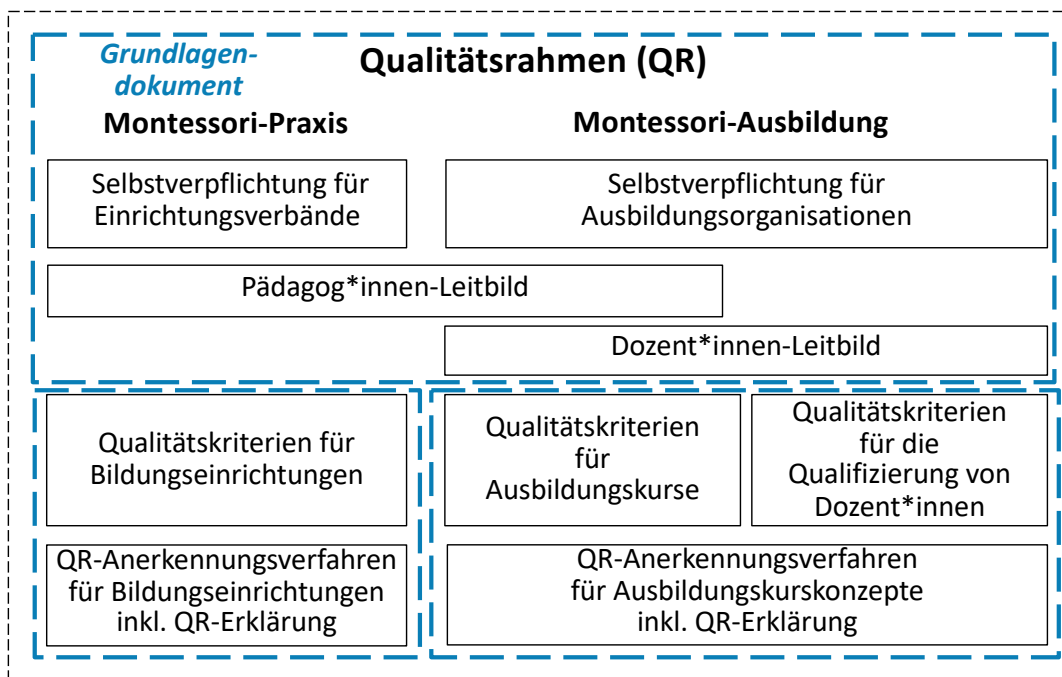 Grundlagen-
dokument
Qualitätsrahmen (QR)
Montessori-Praxis
Montessori-Ausbildung
Selbstverpflichtung für
Einrichtungsverbände
Selbstverpflichtung für
Ausbildungsorganisationen
Pädagog*innen-Leitbild
Dozent*innen-Leitbild
Qualitätskriterien für
Bildungseinrichtungen
Qualitätskriterien
für
Ausbildungskurse
Qualitätskriterien
für die
Qualifizierung von
Dozent*innen
QR-Anerkennungsverfahren
für Bildungseinrichtungen
inkl. QR-Erklärung
QR-Anerkennungsverfahren
für Ausbildungskurskonzepte
inkl. QR-Erklärung